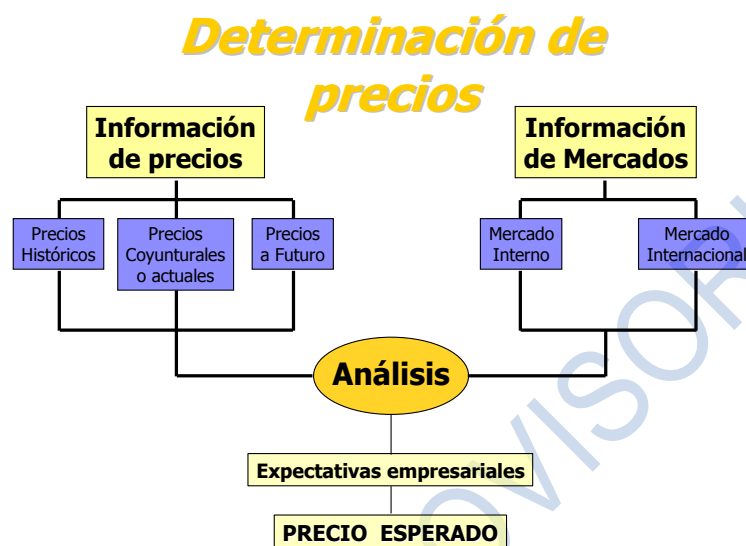 Determinación de
precios
Información
de precios
Información
de Mercados
Precios
Históricos
Precios
Coyunturales
o actuales
Precios
a Futuro
Mercado
Interno
Mercado
Internacional
Análisis
Expectativas empresariales
PRECIO ESPERADO
OVISORI